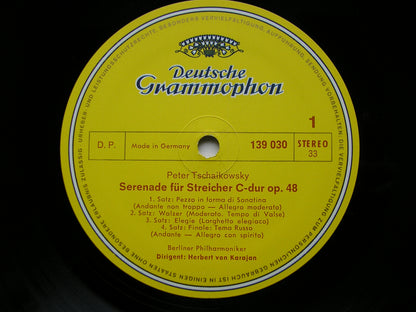 Deutsche
Grammophon
D. P.
Made in Germany
139 030
1
STEREO
33
Peter Tschaikowsky
Serenade für Streicher C-dur op. 48
1. Satz: Pezzo in forma di Sonatina
(Andante non troppo — Allegro moderato)
2. Satz: Walzer (Moderato. Tempo di Valse)
3. Satz: Elegie (Larghetto elegiaco)
4. Satz: Finale: Tema Russo
(Andante — Allegro con spirito)
Berliner Philharmoniker
Dirigent: Herbert von Karajan